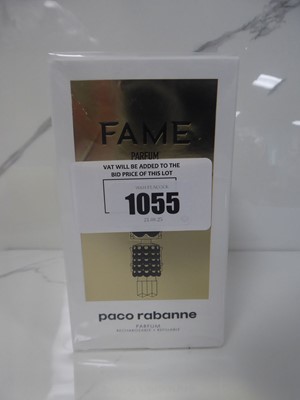 FAME
PARFUM
VAT WILL BE ADDED TO THE
BID PRICE OF THIS LOT
1055
paco rabanne
PARFUM